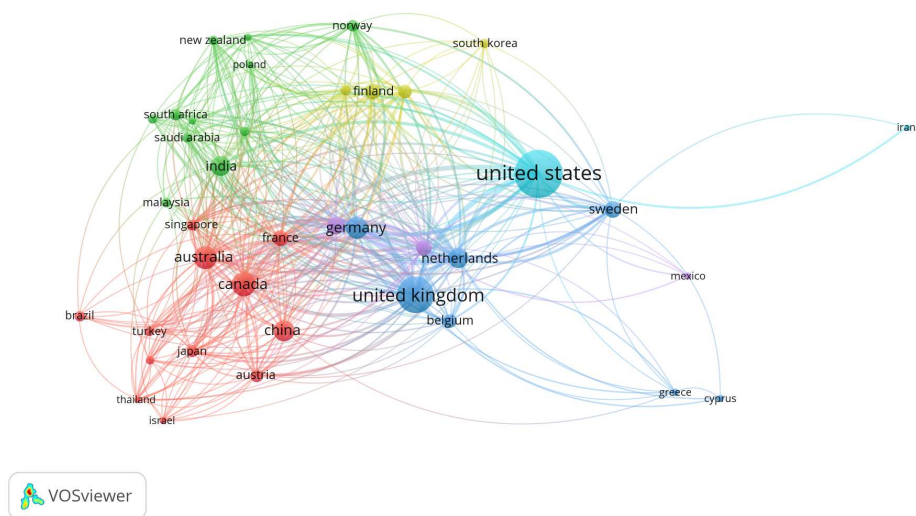 norway
new zealand
south korea
poland
finland
south africa
iran
saudi arabia
india
united states
malaysia
sweden
singapore
germany
france
australia
netherlands
mexico
canada
united kingdom
brazil
belgium
china
turkey
japan
austria
greece
cyprus
thailand
israel
VOSviewer